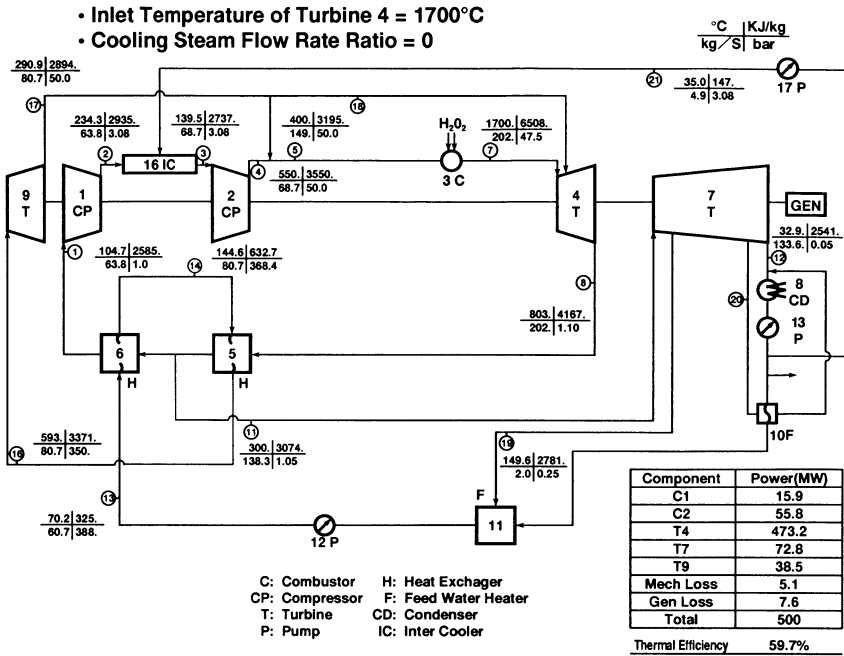 • Inlet Temperature of Turbine 4 = 1700°C
• Cooling Steam Flow Rate Ratio = 0
°C KJ/kg
kg/S bar
290.9 2894.
80.7 50.0
17
21
35.0 147.
4.9 3.08
17 P
234.3 2935.
63.8 3.08
2
139.5 2737.
68.7 3.08
3
400. 3195.
149. 50.0
18
H₂O₂
1700. 6508.
202. 47.5
16 IC
4
5
7
550. 3550.
68.7 50.0
3 C
9
T
1
CP
2
CP
4
T
7
T
GEN
1
104.7 2585.
63.8 1.0
14
144.6 632.7
80.7 368.4
8
32.9. 2541.
133.6 0.05
12
20
8
CD
803. 4167.
202. 1.10
13
P
6
H
5
H
593. 3371.
80.7 350.
16
11
300. 3074.
138.3 1.05
19
149.6 2781.
2.0 0.25
10F
13
70.2 325.
60.7 388.
12 P
F
11
Component Power(MW)
C1 15.9
C2 55.8
T4 473.2
T7 72.8
T9 38.5
Mech Loss 5.1
Gen Loss 7.6
Total 500
Thermal Efficiency 59.7%
C: Combustor H: Heat Exchager
CP: Compressor F: Feed Water Heater
T: Turbine CD: Condenser
P: Pump IC: Inter Cooler